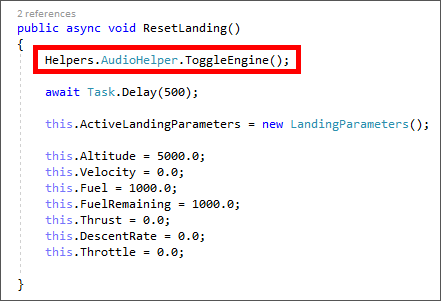 2 references
public async void ResetLanding()
{
Helpers.AudioHelper.ToggleEngine();
await Task.Delay(500);
this.ActiveLandingParameters = new LandingParameters();
this.Altitude = 5000.0;
this.Velocity = 0.0;
this.Fuel = 1000.0;
this.FuelRemaining = 1000.0;
this.Thrust = 0.0;
this.DescentRate = 0.0;
this.Throttle = 0.0;
}